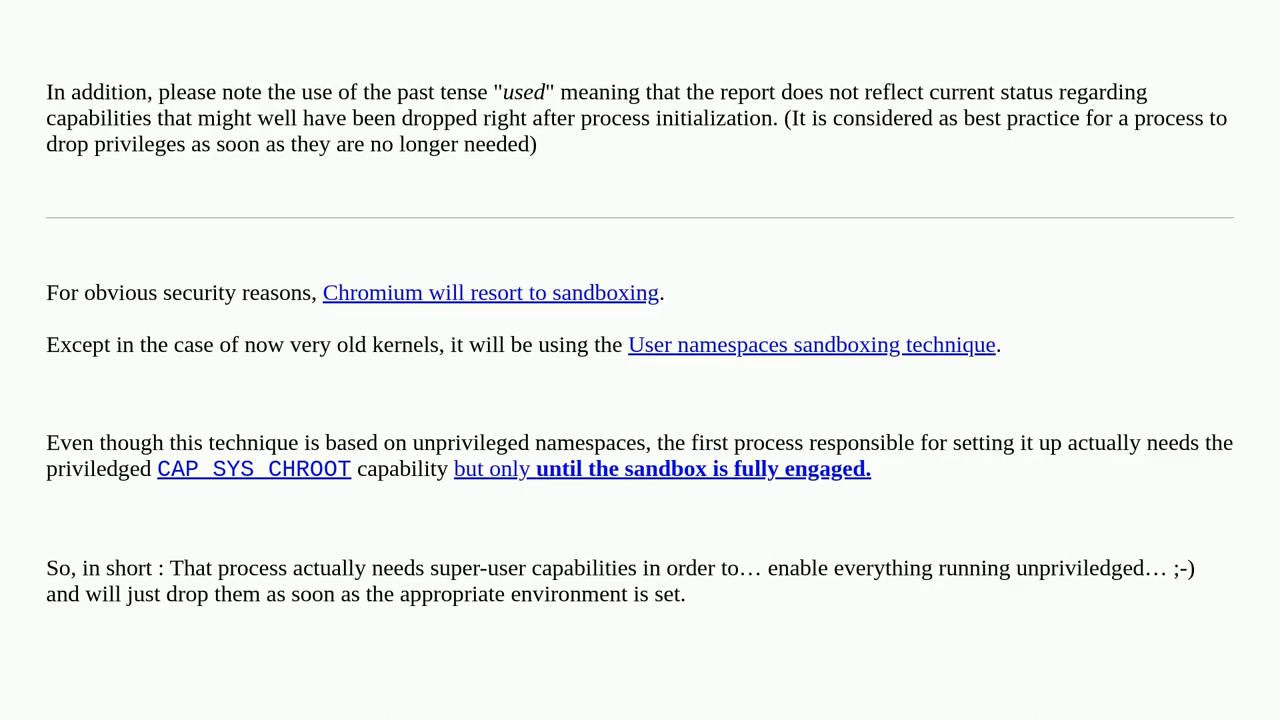 In addition, please note the use of the past tense "used" meaning that the report does not reflect current status regarding
capabilities that might well have been dropped right after process initialization. (It is considered as best practice for a process to
drop privileges as soon as they are no longer needed)
For obvious security reasons, Chromium will resort to sandboxing.
Except in the case of now very old kernels, it will be using the User namespaces sandboxing technique.
Even though this technique is based on unprivileged namespaces, the first process responsible for setting it up actually needs the
priviledged CAP_SYS_CHROOT capability but only until the sandbox is fully engaged.
So, in short : That process actually needs super-user capabilities in order to… enable everything running unpriviledged… ;-)
and will just drop them as soon as the appropriate environment is set.